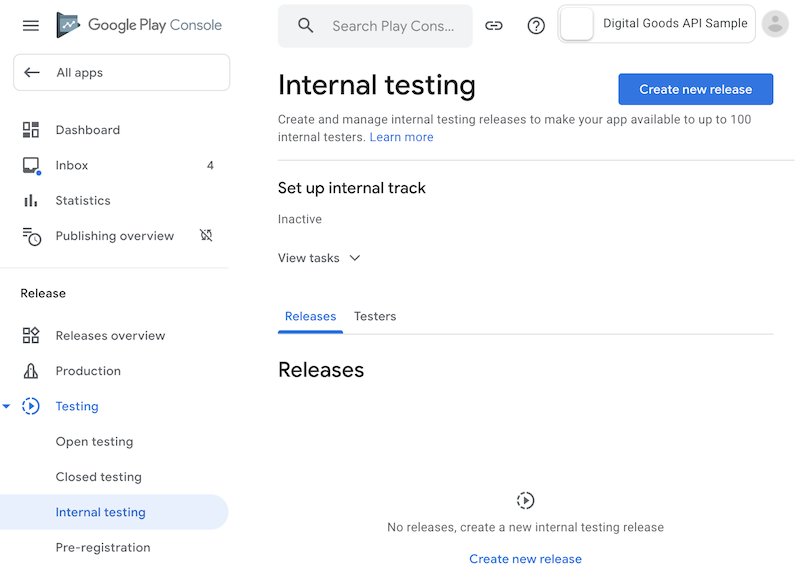 Google Play Console
All apps
Dashboard
Inbox 4
Statistics
Publishing overview
Release
Releases overview
Production
Testing
Open testing
Closed testing
Internal testing
Pre-registration
Search Play Cons...
Digital Goods API Sample
Internal testing
Create new release
Create and manage internal testing releases to make your app available to up to 100
internal testers. Learn more
Set up internal track
Inactive
View tasks
Releases Testers
Releases
No releases, create a new internal testing release
Create new release